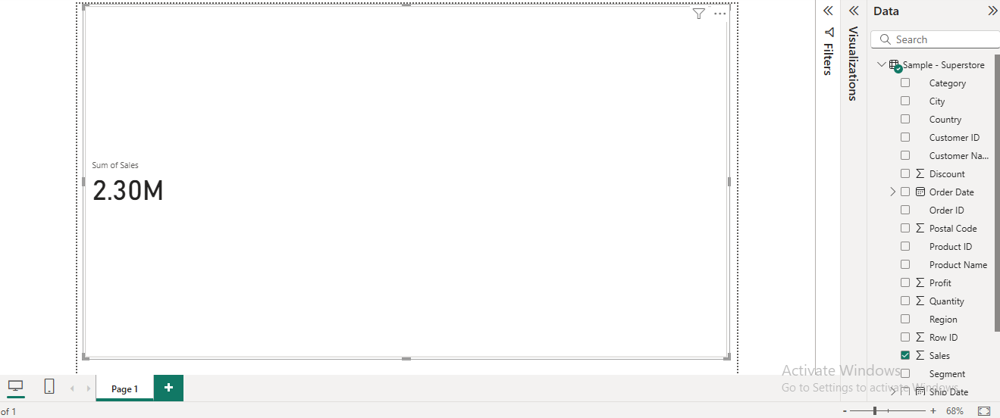 Sum of Sales
2.30M
Filters
Visualizations
Data
Search
Sample - Superstore
Category
City
Country
Customer ID
Customer Na...
Discount
Order Date
Order ID
Postal Code
Product ID
Product Name
Profit
Quantity
Region
Row ID
Sales
Segment
Ship Date
Activate Windows
Go to Settings to activate Windows.
Page 1
of 1
- + 68%